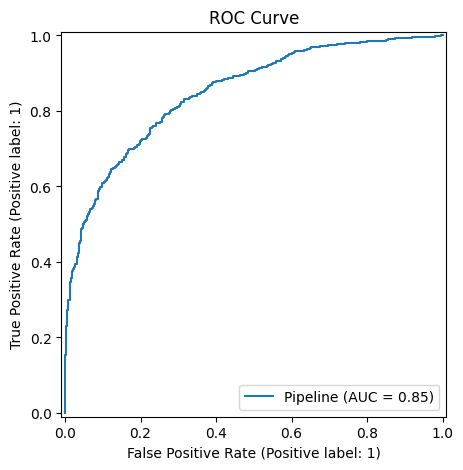 ROC Curve
True Positive Rate (Positive label: 1)
1.0
0.8
0.6
0.4
0.2
0.0
Pipeline (AUC = 0.85)
0.0 0.2 0.4 0.6 0.8 1.0
False Positive Rate (Positive label: 1)